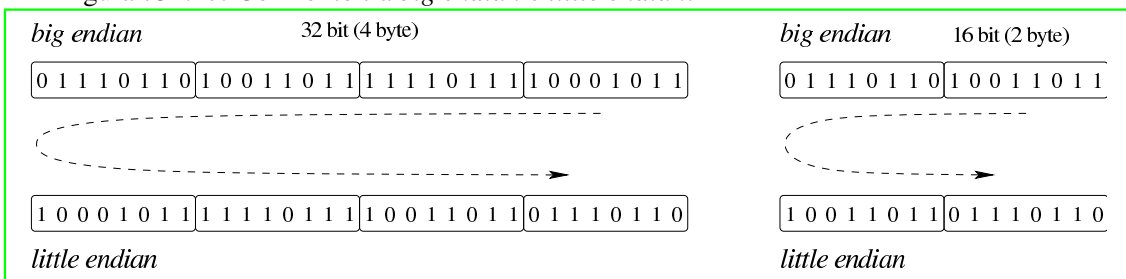 big endian 32 bit (4 byte) big endian 16 bit (2 byte)
0 1 1 1 0 1 1 0 1 0 0 1 1 0 1 1 1 1 1 1 0 1 1 1 1 0 0 0 1 0 1 1 0 1 1 1 0 1 1 0 1 0 0 1 1 0 1 1
1 0 0 0 1 0 1 1 1 1 1 1 0 1 1 1 1 0 0 1 1 0 1 1 0 1 1 1 0 1 1 0 1 0 0 1 1 0 1 1 0 1 1 1 0 1 1 0
little endian little endian